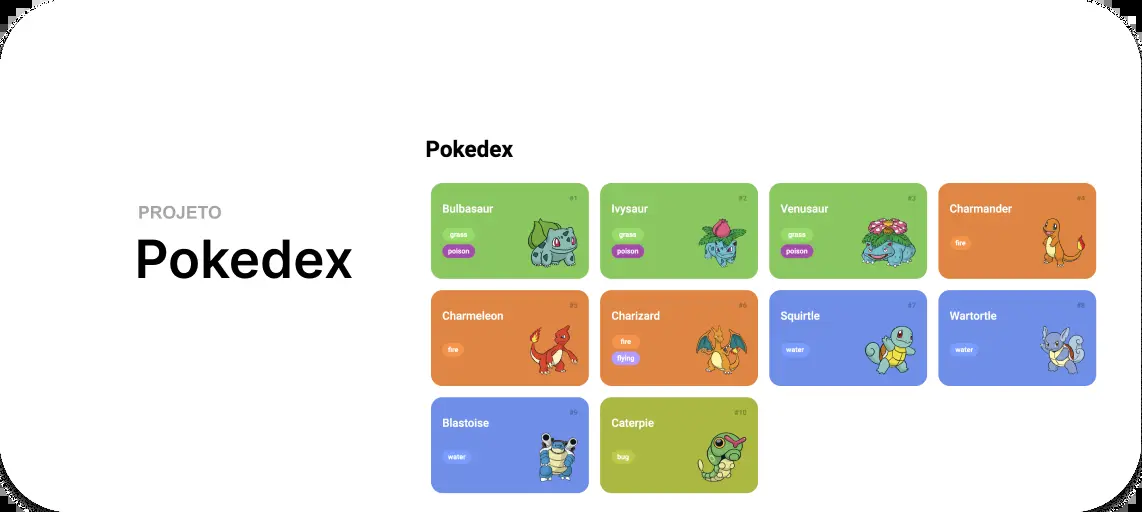 PROJETO
Pokedex
Pokedex
#1
Bulbasaur
grass
poison
#2
Ivysaur
grass
poison
#3
Venusaur
grass
poison
#4
Charmander
fire
#5
Charmeleon
fire
#6
Charizard
fire
flying
#7
Squirtle
water
#8
Wartortle
water
#9
Blastoise
water
#10
Caterpie
bug